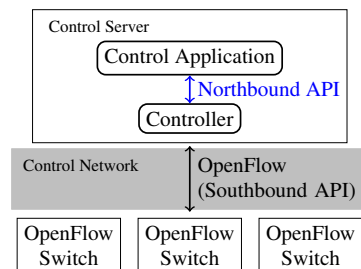 Control Server
Control Application
Northbound API
Controller
Control Network
OpenFlow
(Southbound API)
OpenFlow
Switch
OpenFlow
Switch
OpenFlow
Switch